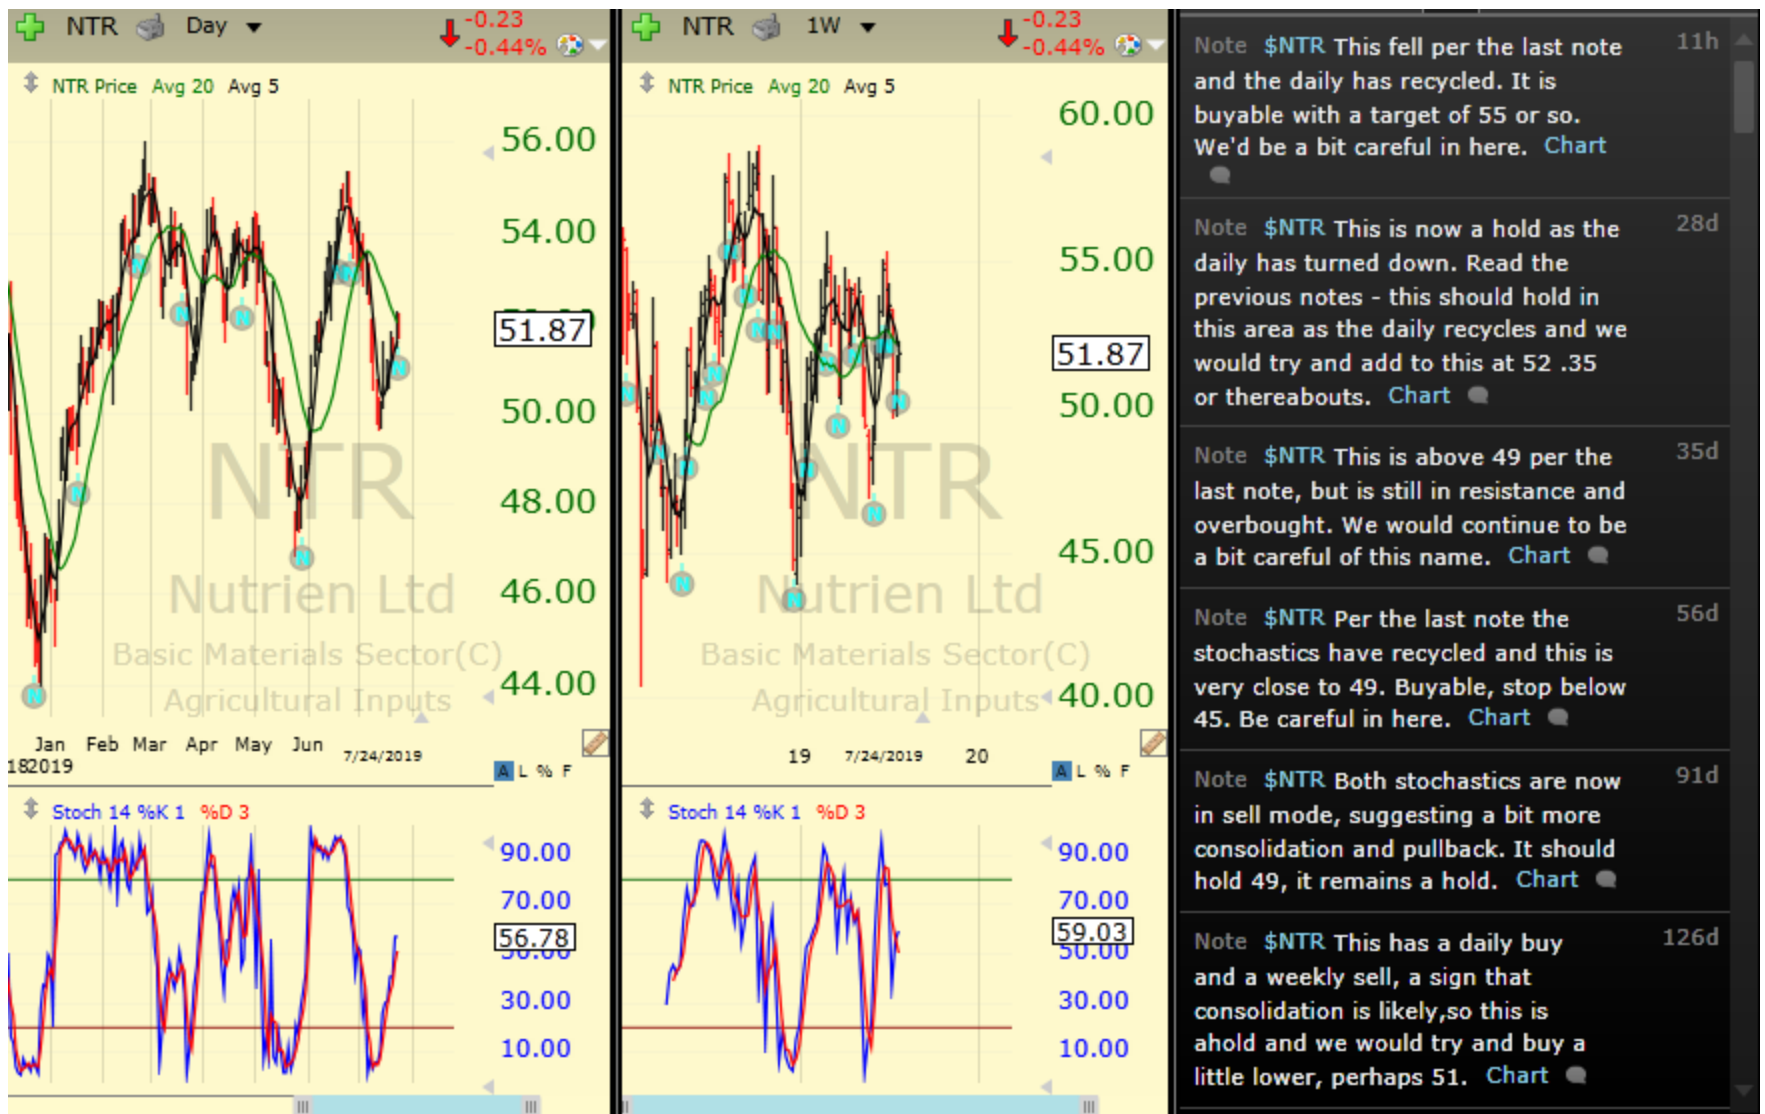 NTR Day -0.23
-0.44%
NTR Price Avg 20 Avg 5
56.00
54.00
51.87
50.00
48.00
46.00
44.00
NTR
Nutrien Ltd
Basic Materials Sector(C)
Agricultural Inputs
N
N
N
N
N
N
N
N
Jan Feb Mar Apr May Jun 7/24/2019
182019
A L % F
Stoch 14 %K 1 %D 3
90.00
70.00
56.78
30.00
10.00
NTR 1W -0.23
-0.44%
NTR Price Avg 20 Avg 5
60.00
55.00
51.87
50.00
45.00
40.00
NTR
Nutrien Ltd
Basic Materials Sector(C)
Agricultural Inputs
19 7/24/2019 20
A L % F
Stoch 14 %K 1 %D 3
90.00
70.00
59.03
50.00
30.00
10.00
Note $NTR This fell per the last note 11h
and the daily has recycled. It is
buyable with a target of 55 or so.
We'd be a bit careful in here. Chart
Note $NTR This is now a hold as the 28d
daily has turned down. Read the
previous notes - this should hold in
this area as the daily recycles and we
would try and add to this at 52 .35
or thereabouts. Chart
Note $NTR This is above 49 per the 35d
last note, but is still in resistance and
overbought. We would continue to be
a bit careful of this name. Chart
Note $NTR Per the last note the 56d
stochastics have recycled and this is
very close to 49. Buyable, stop below
45. Be careful in here. Chart
Note $NTR Both stochastics are now 91d
in sell mode, suggesting a bit more
consolidation and pullback. It should
hold 49, it remains a hold. Chart
Note $NTR This has a daily buy 126d
and a weekly sell, a sign that
consolidation is likely,so this is
ahold and we would try and buy a
little lower, perhaps 51. Chart